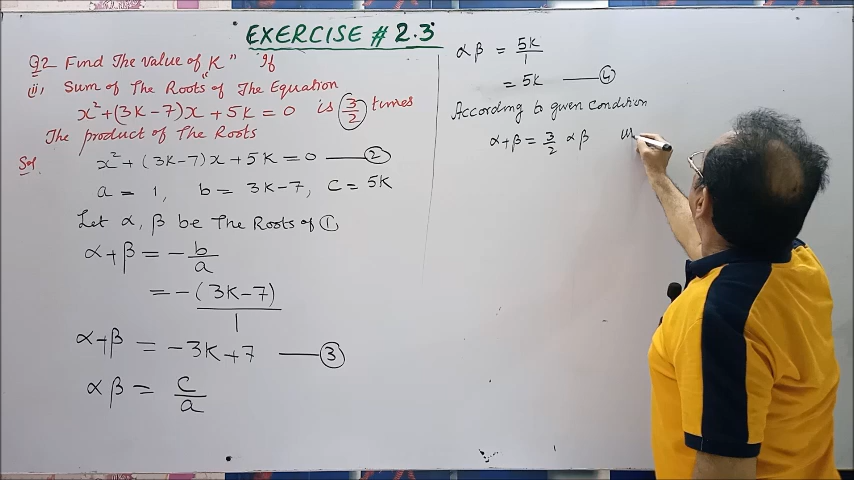 EXERCISE # 2.3
Q2 Find The Value of "K" If
(ii) Sum of The Roots of The Equation
x² + (3K - 7)x + 5K = 0 is 3/2 times
The product of The Roots
Sol x² + (3K - 7)x + 5K = 0 —— ②
a = 1, b = 3K - 7, c = 5K
Let α, β be The Roots of ①
α + β = - b/a
= - (3K - 7)/1
α + β = - 3K + 7 —— ③
α β = c/a
α β = 5K/1
= 5K —— ④
According to given Condition
α + β = 3/2 α β